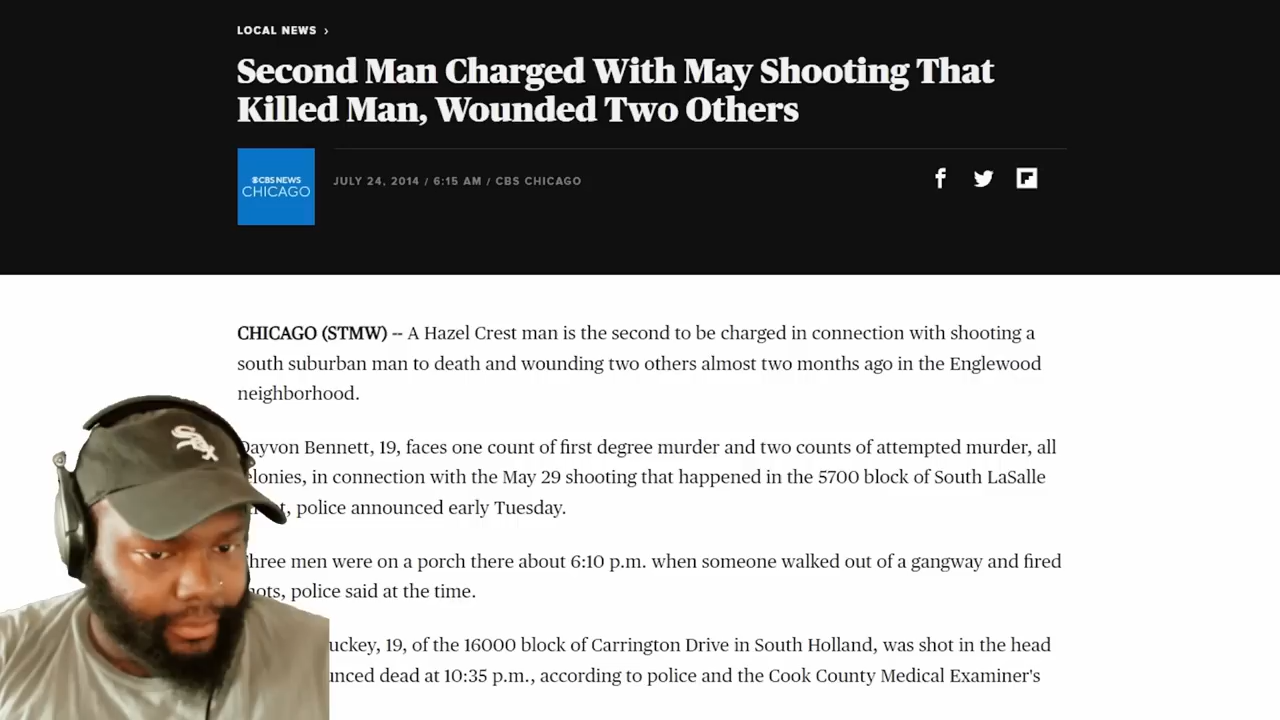 LOCAL NEWS ›
Second Man Charged With May Shooting That
Killed Man, Wounded Two Others
CBS NEWS
CHICAGO
JULY 24, 2014 / 6:15 AM / CBS CHICAGO
CHICAGO (STMW) -- A Hazel Crest man is the second to be charged in connection with shooting a
south suburban man to death and wounding two others almost two months ago in the Englewood
neighborhood.
Dayvon Bennett, 19, faces one count of first degree murder and two counts of attempted murder, all
elonies, in connection with the May 29 shooting that happened in the 5700 block of South LaSalle
police announced early Tuesday.
Three men were on a porch there about 6:10 p.m. when someone walked out of a gangway and fired
hots, police said at the time.
uckey, 19, of the 16000 block of Carrington Drive in South Holland, was shot in the head
unced dead at 10:35 p.m., according to police and the Cook County Medical Examiner's
Sox